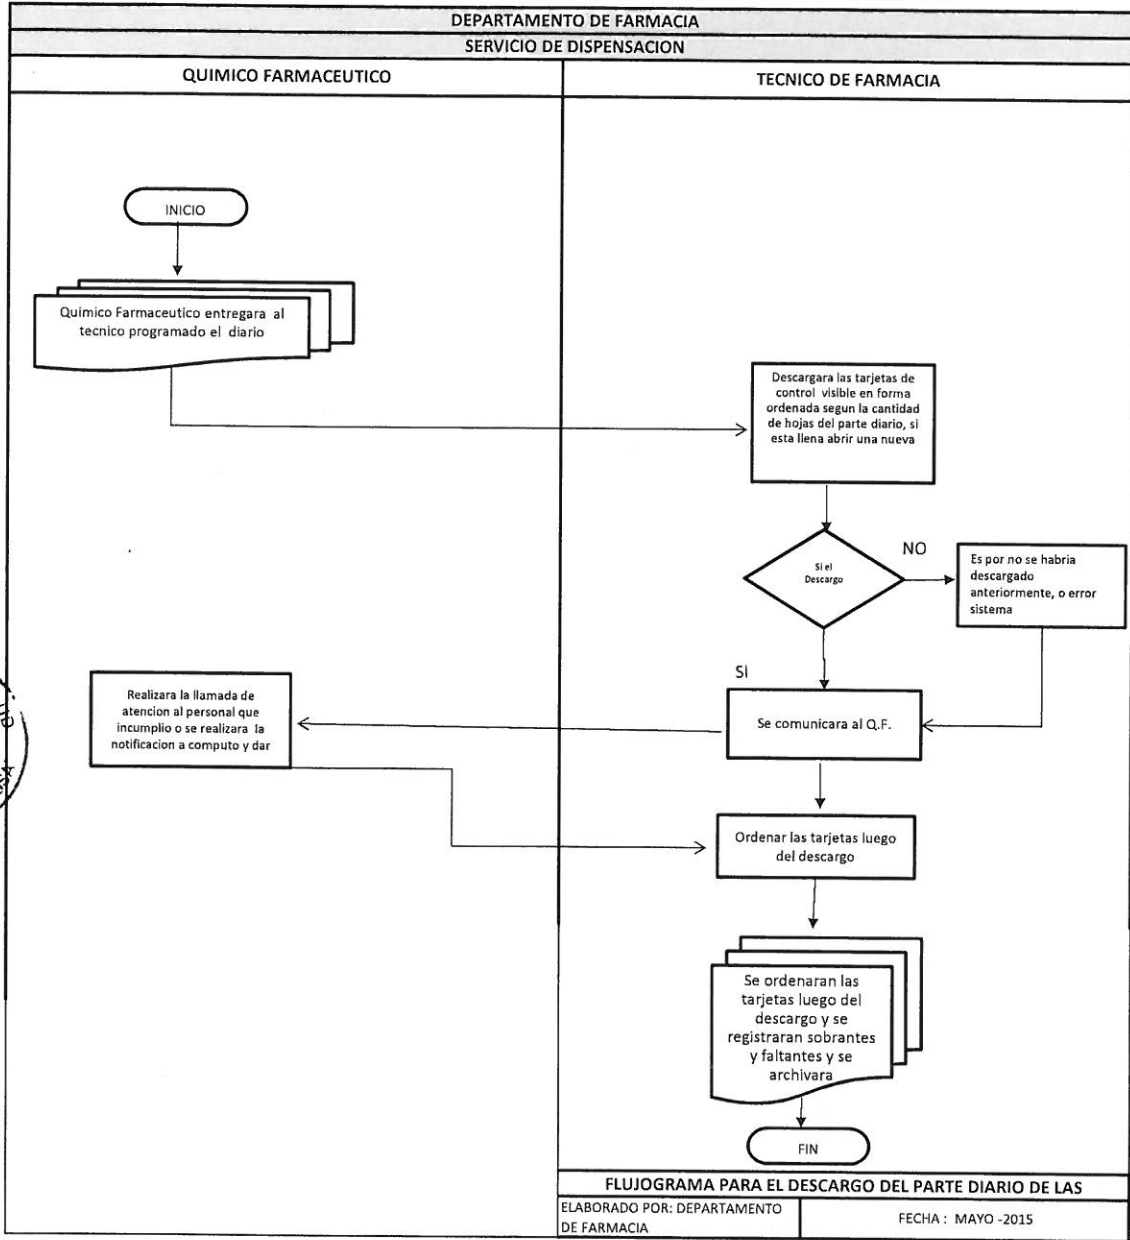 DEPARTAMENTO DE FARMACIA
SERVICIO DE DISPENSACION
QUIMICO FARMACEUTICO
TECNICO DE FARMACIA
INICIO
Quimico Farmaceutico entregara al
tecnico programado el diario
Descargara las tarjetas de
control visible en forma
ordenada segun la cantidad
de hojas del parte diario, si
esta llena abrir una nueva
Si el
Descargo
NO
Es por no se habria
descargado
anteriormente, o error
sistema
SI
Se comunicara al Q.F.
Realizara la llamada de
atencion al personal que
incumplio o se realizara la
notificacion a computo y dar
Ordenar las tarjetas luego
del descargo
Se ordenaran las
tarjetas luego del
descargo y se
registraran sobrantes
y faltantes y se
archivara
FIN
FLUJOGRAMA PARA EL DESCARGO DEL PARTE DIARIO DE LAS
ELABORADO POR: DEPARTAMENTO
DE FARMACIA
FECHA : MAYO -2015